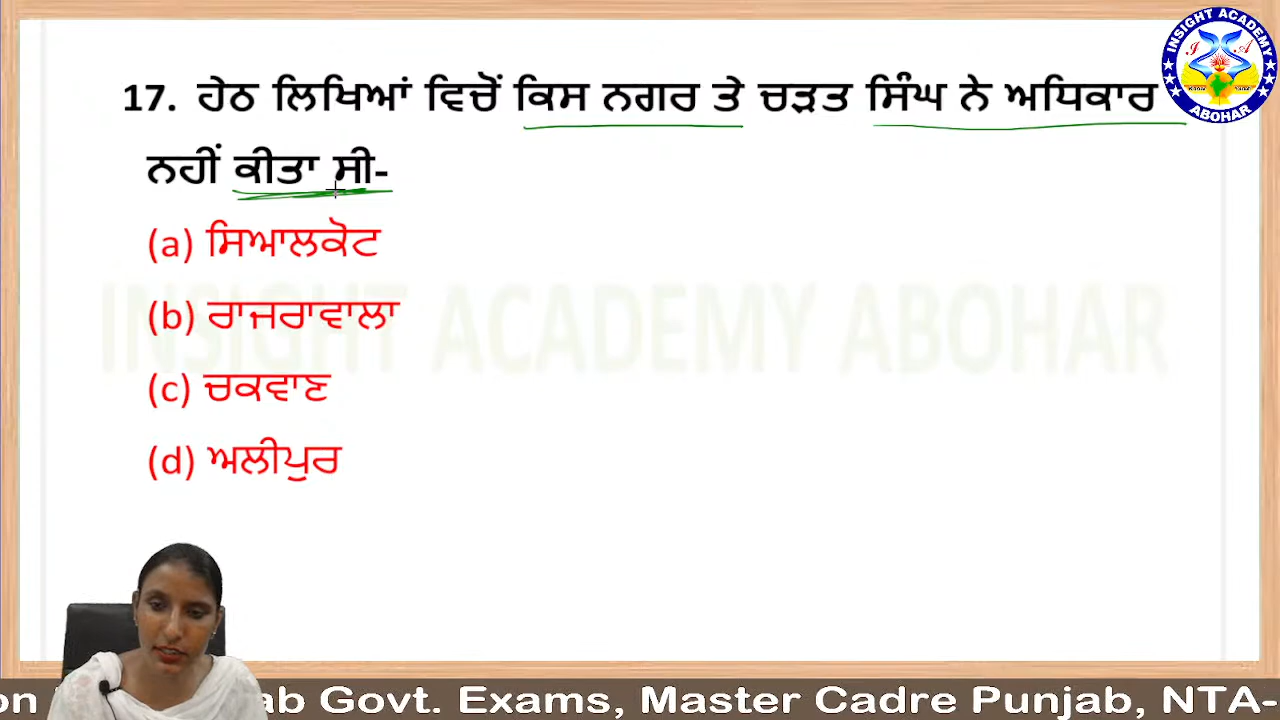 INSIGHT ACADEMY
I A
ABOHAR
17. ਹੇਠ ਲਿਖਿਆਂ ਵਿਚੋਂ ਕਿਸ ਨਗਰ ਤੇ ਚੜਤ ਸਿੰਘ ਨੇ ਅਧਿਕਾਰ
ਨਹੀਂ ਕੀਤਾ ਸੀ-
(a) ਸਿਆਲਕੋਟ
(b) ਰਾਜਰਾਵਾਲਾ
(c) ਚਕਵਾਣ
(d) ਅਲੀਪੁਰ
INSIGHT ACADEMY ABOHAR
on ab Govt. Exams, Master Cadre Punjab, NTA-